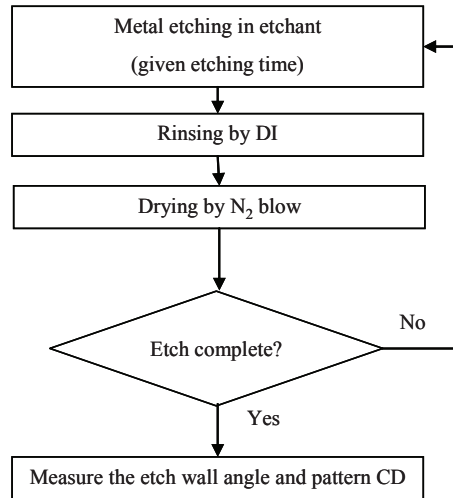 Metal etching in etchant
(given etching time)
Rinsing by DI
Drying by N₂ blow
Etch complete?
No
Yes
Measure the etch wall angle and pattern CD